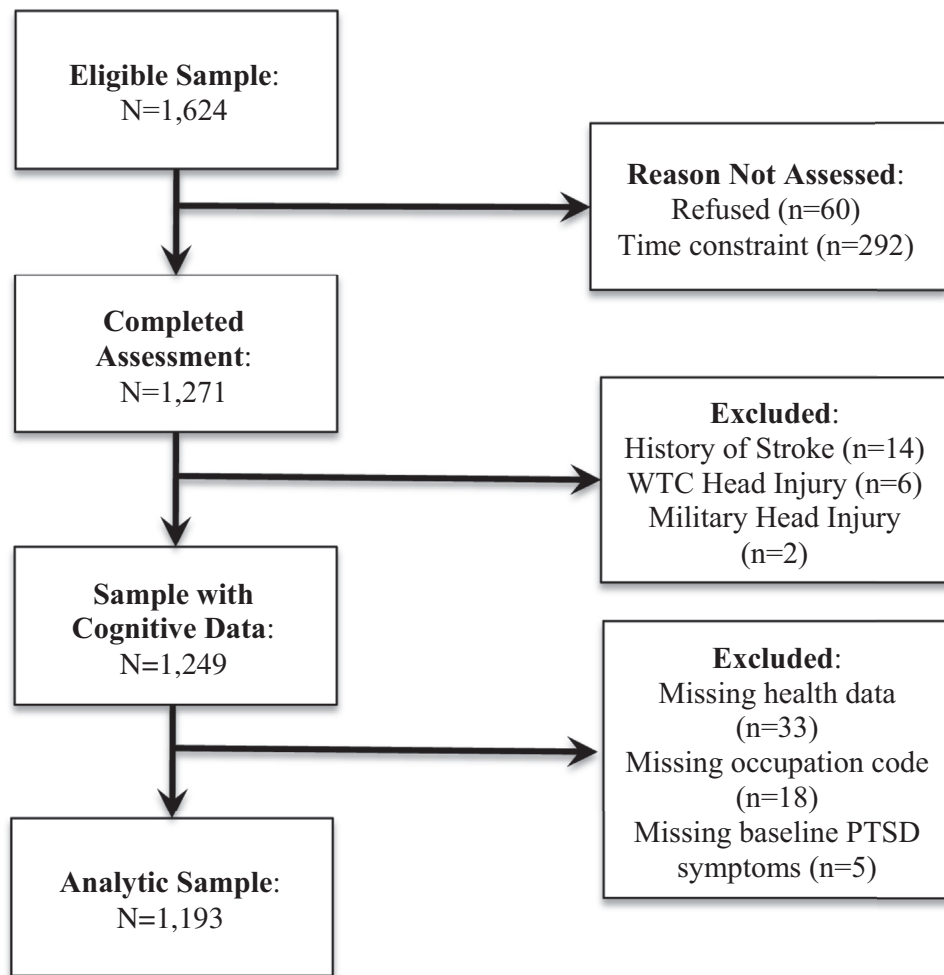 Eligible Sample:
N=1,624
Reason Not Assessed:
Refused (n=60)
Time constraint (n=292)
Completed
Assessment:
N=1,271
Excluded:
History of Stroke (n=14)
WTC Head Injury (n=6)
Military Head Injury
(n=2)
Sample with
Cognitive Data:
N=1,249
Excluded:
Missing health data
(n=33)
Missing occupation code
(n=18)
Missing baseline PTSD
symptoms (n=5)
Analytic Sample:
N=1,193